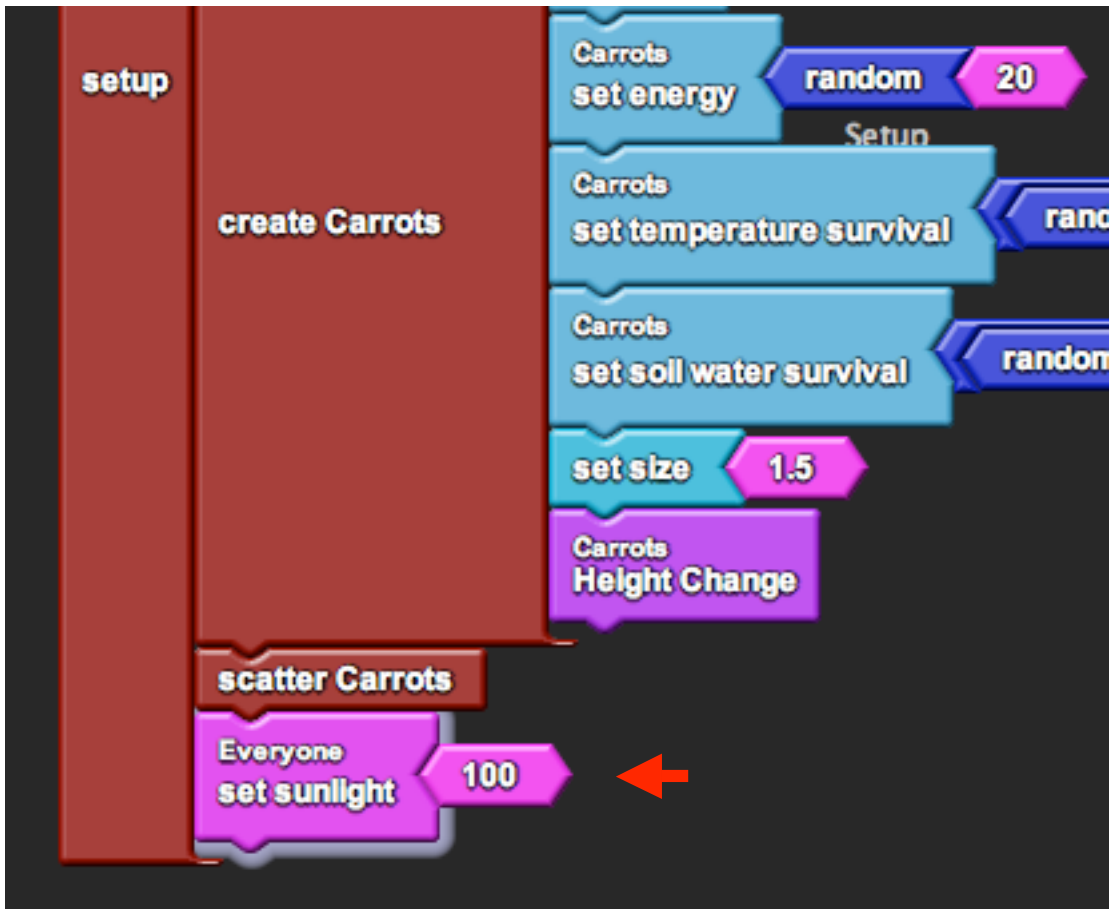 setup
create Carrots
Carrots
set energy
random
20
Setup
Carrots
set temperature survival
Carrots
set soil water survival
random
set size
1.5
Carrots
Height Change
scatter Carrots
Everyone
set sunlight
100